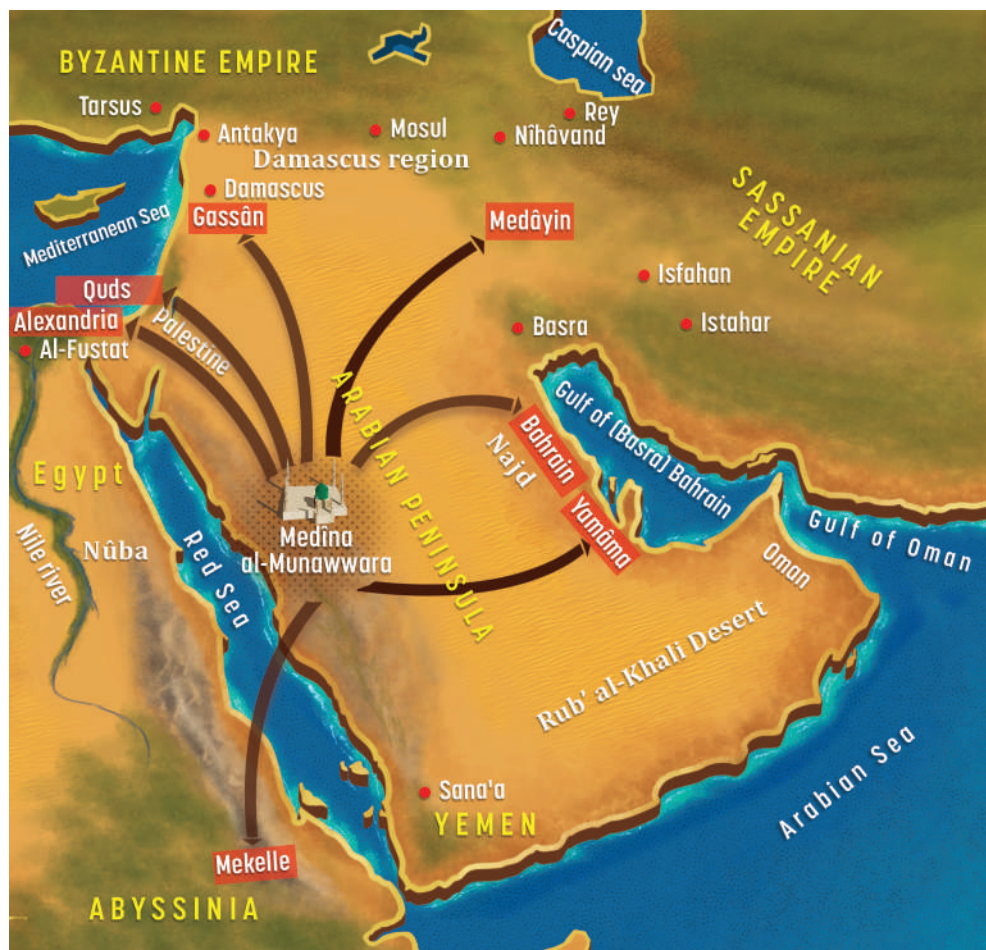 Caspian sea
BYZANTINE EMPIRE
Tarsus
Antakya
Mosul
Rey
Nîhâvand
Damascus region
Damascus
Gassân
Medâyin
SASSANIAN
EMPIRE
Mediterranean Sea
Quds
Alexandria
Al-Fustat
palestine
Isfahan
Basra
Istahar
ARABIAN PENINSULA
Gulf of (Basra) Bahrain
Bahrain
Najd
Yamâma
Egypt
Nile river
Nûba
Red Sea
Medîna
al-Munawwara
Gulf of Oman
Oman
Rub' al-Khali Desert
Arabian Sea
Sana'a
YEMEN
Mekelle
ABYSSINIA